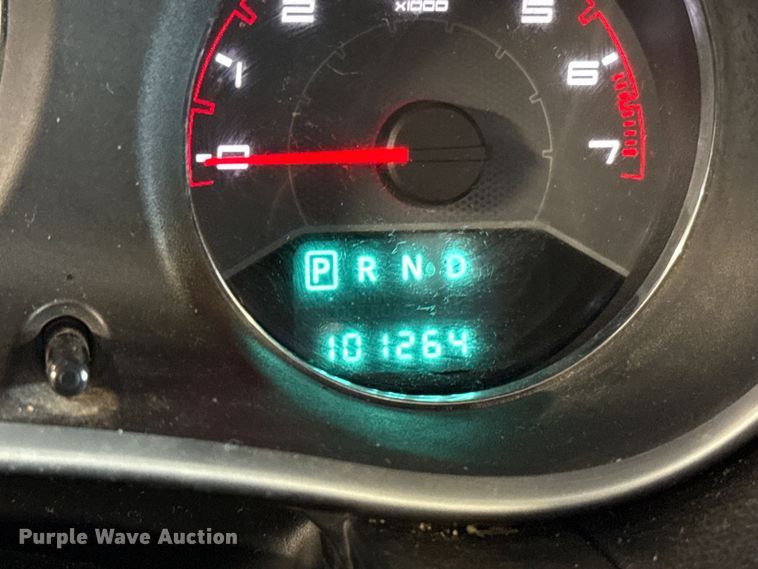 2 x1000 5
1 6
0 7
P R N D
101264
Purple Wave Auction